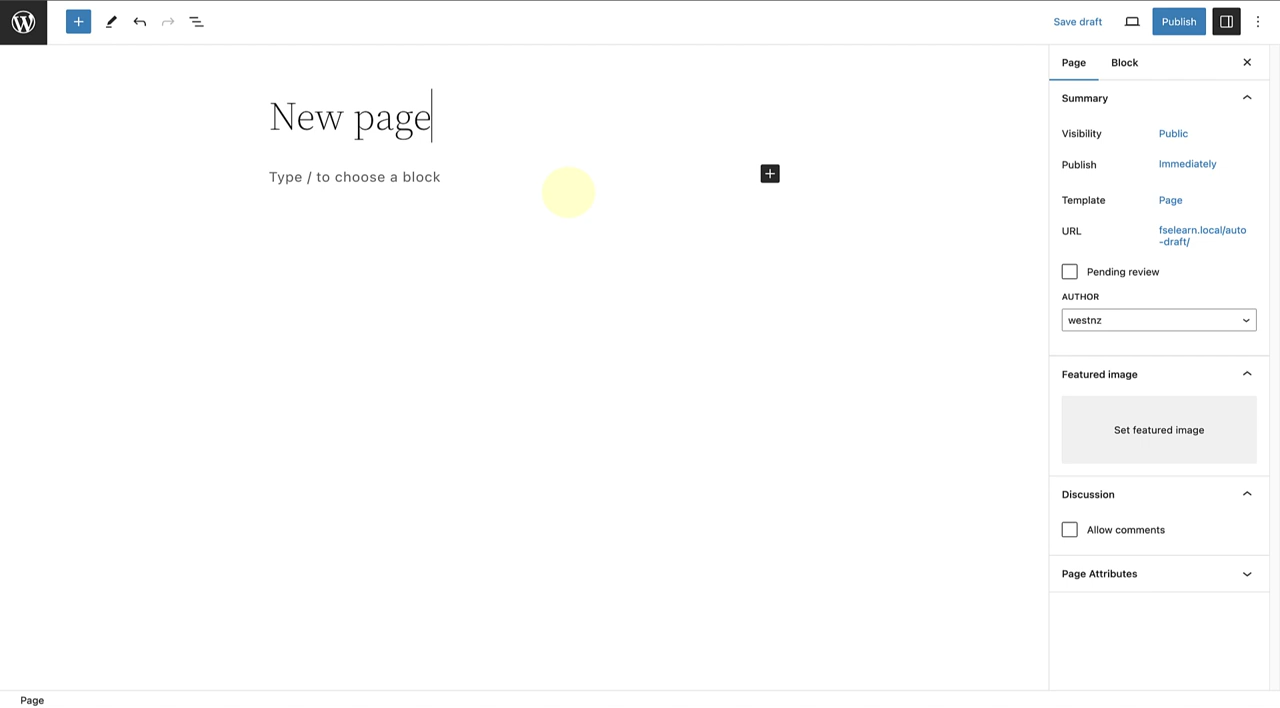 Save draft
Publish
Page Block
Summary
New page
Visibility Public
Publish Immediately
Type / to choose a block
Template Page
URL fselearn.local/auto
-draft/
Pending review
AUTHOR
westnz
Featured image
Set featured image
Discussion
Allow comments
Page Attributes
Page